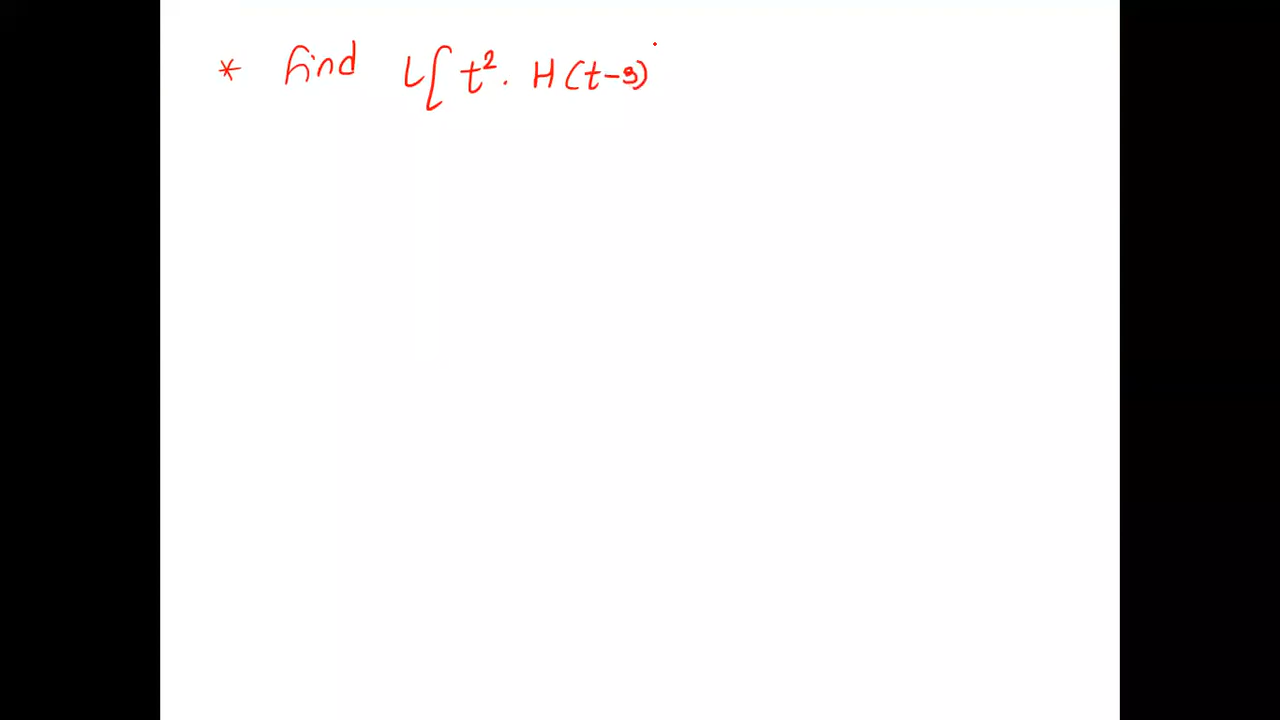 * Find L[ t². H(t-3)